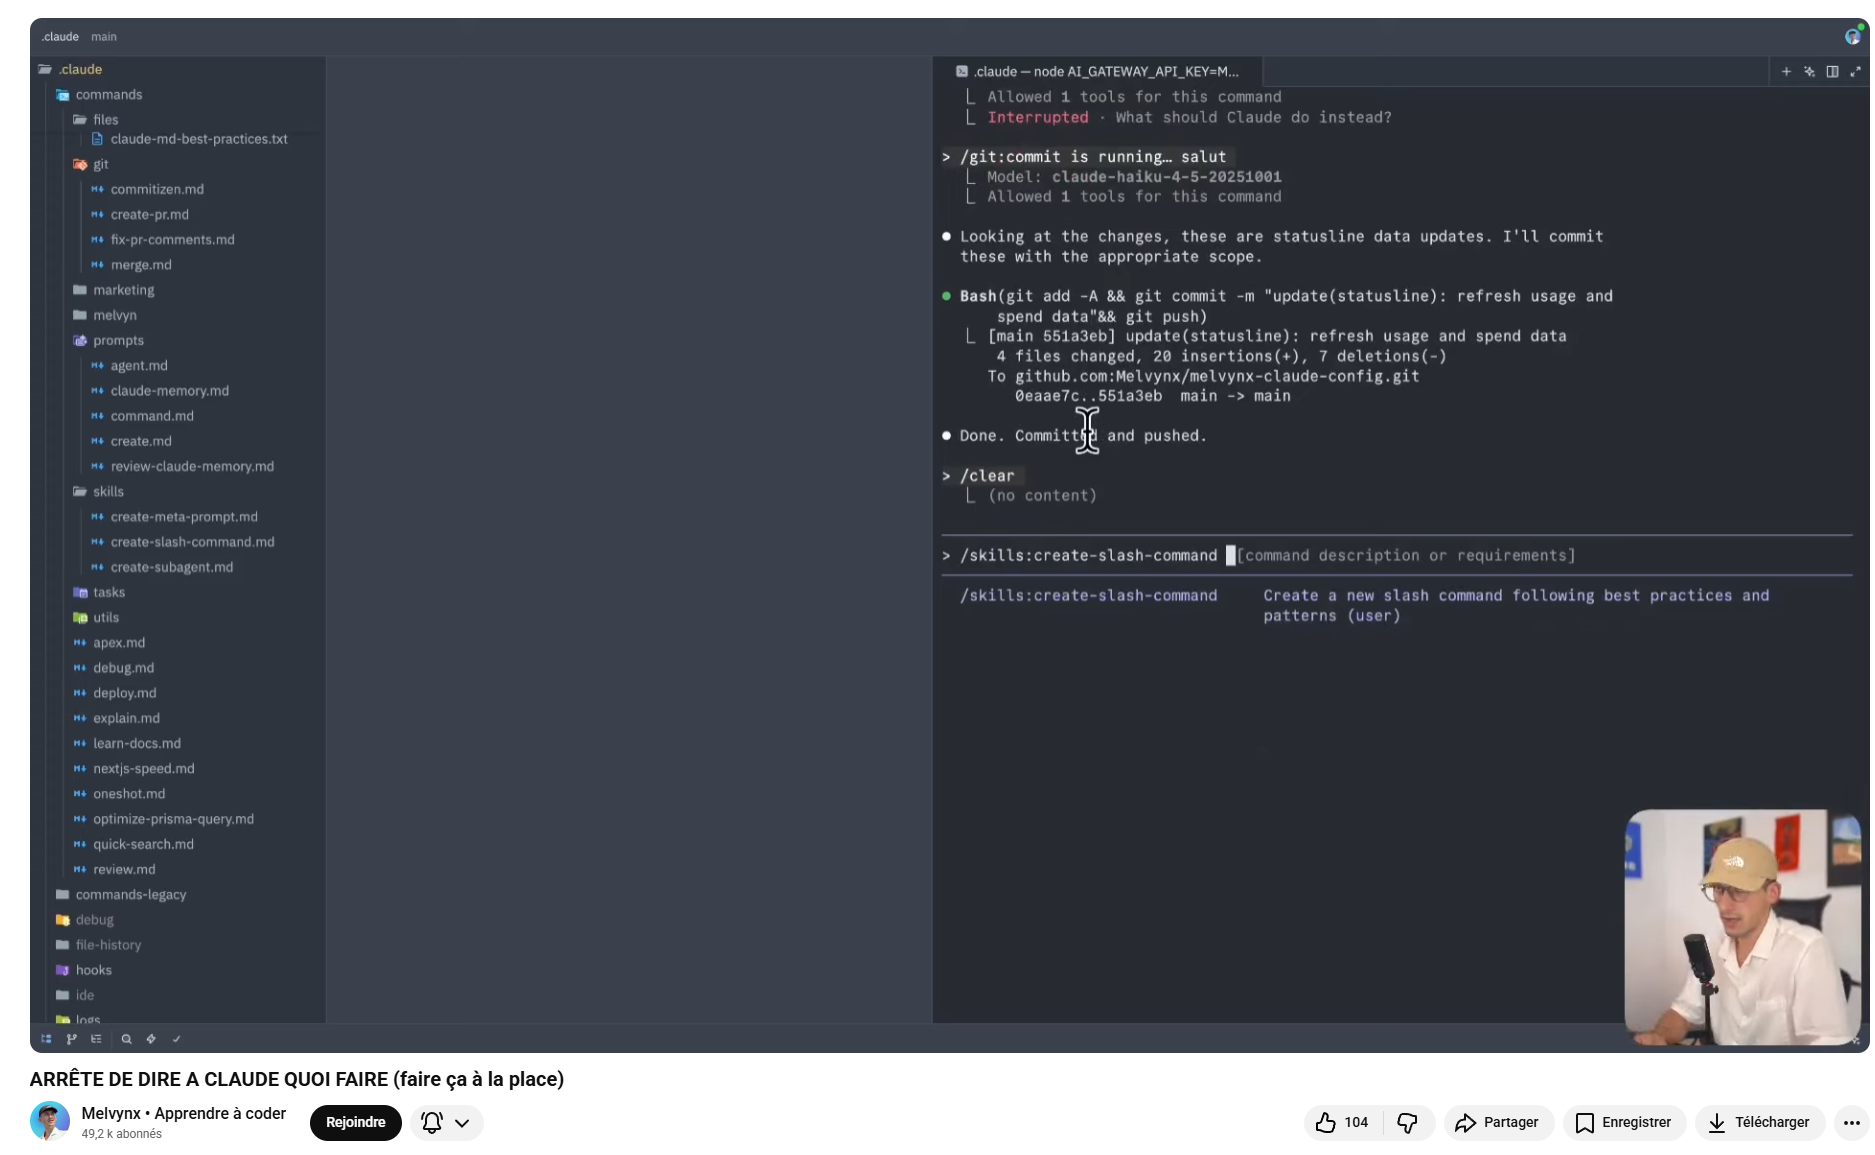 .claude main
.claude
commands
files
claude-md-best-practices.txt
git
commitizen.md
create-pr.md
fix-pr-comments.md
merge.md
marketing
melvyn
prompts
agent.md
claude-memory.md
command.md
create.md
review-claude-memory.md
skills
create-meta-prompt.md
create-slash-command.md
create-subagent.md
tasks
utils
apex.md
debug.md
deploy.md
explain.md
learn-docs.md
nextjs-speed.md
oneshot.md
optimize-prisma-query.md
quick-search.md
review.md
commands-legacy
debug
file-history
hooks
ide
logs
.claude — node AI_GATEWAY_API_KEY=M...
Allowed 1 tools for this command
Interrupted · What should Claude do instead?
> /git:commit is running… salut
Model: claude-haiku-4-5-20251001
Allowed 1 tools for this command
Looking at the changes, these are statusline data updates. I'll commit
these with the appropriate scope.
Bash(git add -A && git commit -m "update(statusline): refresh usage and
spend data"&& git push)
[main 551a3eb] update(statusline): refresh usage and spend data
4 files changed, 20 insertions(+), 7 deletions(-)
To github.com:Melvynx/melvynx-claude-config.git
0eaae7c..551a3eb main -> main
Done. Committed and pushed.
> /clear
(no content)
> /skills:create-slash-command [command description or requirements]
/skills:create-slash-command Create a new slash command following best practices and
patterns (user)
ARRÊTE DE DIRE A CLAUDE QUOI FAIRE (faire ça à la place)
Melvynx • Apprendre à coder
49,2 k abonnés
Rejoindre
104
Partager
Enregistrer
Télécharger